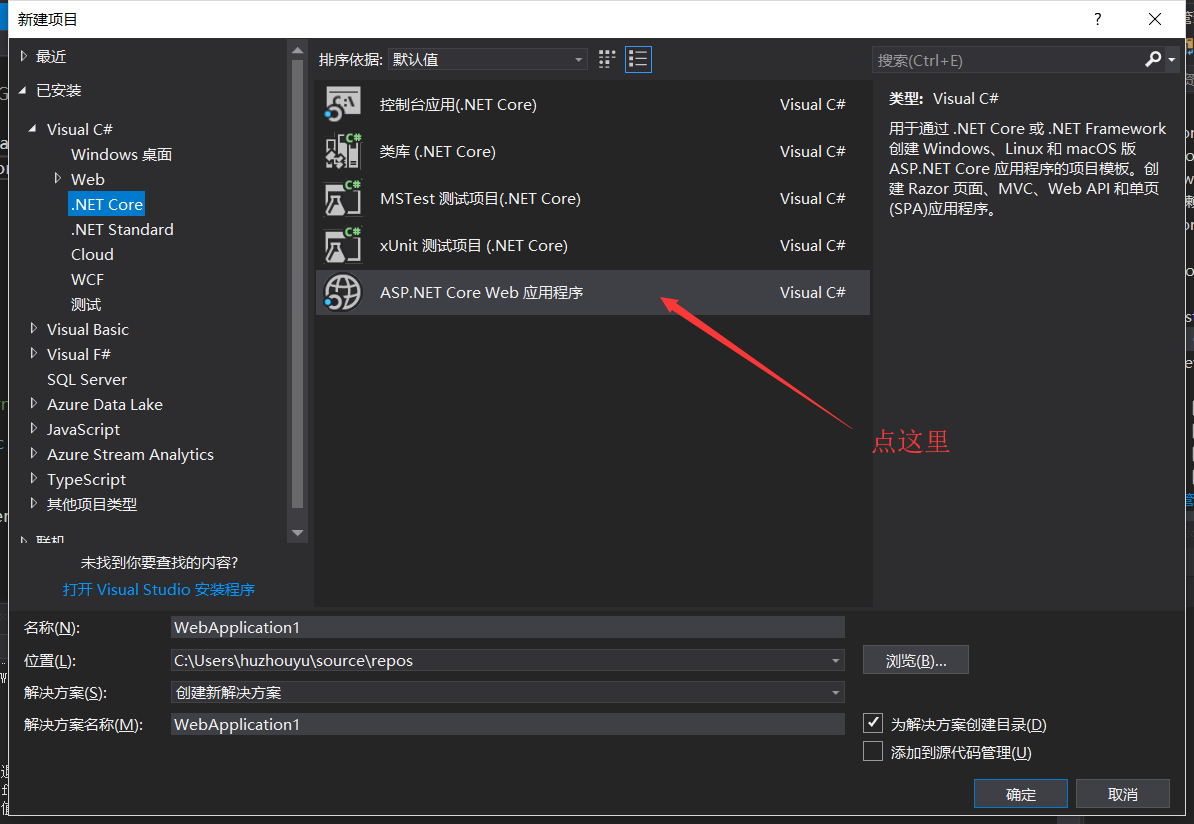 新建项目
?
最近
已安装
Visual C#
Windows 桌面
Web
.NET Core
.NET Standard
Cloud
WCF
测试
Visual Basic
Visual F#
SQL Server
Azure Data Lake
JavaScript
Azure Stream Analytics
TypeScript
其他项目类型
联机
未找到你要查找的内容?
打开 Visual Studio 安装程序
排序依据: 默认值
控制台应用(.NET Core) Visual C#
类库 (.NET Core) Visual C#
MSTest 测试项目(.NET Core) Visual C#
xUnit 测试项目 (.NET Core) Visual C#
ASP.NET Core Web 应用程序 Visual C#
点这里
搜索(Ctrl+E)
类型: Visual C#
用于通过 .NET Core 或 .NET Framework
创建 Windows、Linux 和 macOS 版
ASP.NET Core 应用程序的项目模板。创
建 Razor 页面、MVC、Web API 和单页
(SPA)应用程序。
名称(N): WebApplication1
位置(L): C:\Users\huzhouyu\source\repos 浏览(B)...
解决方案(S): 创建新解决方案
解决方案名称(M): WebApplication1 为解决方案创建目录(D)
添加到源代码管理(U)
确定 取消